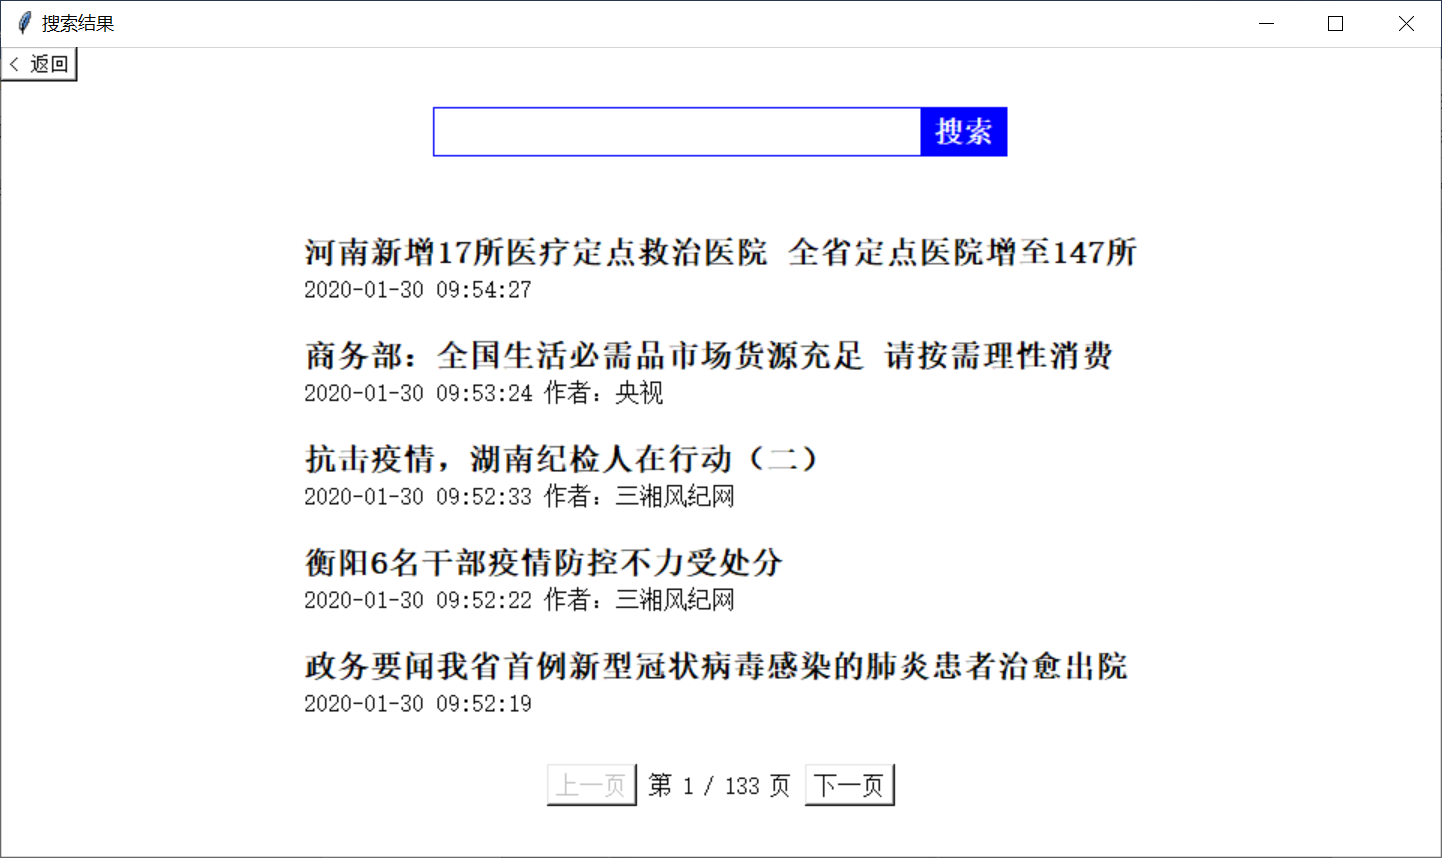 搜索结果
< 返回
搜索
河南新增17所医疗定点救治医院 全省定点医院增至147所
2020-01-30 09:54:27
商务部：全国生活必需品市场货源充足 请按需理性消费
2020-01-30 09:53:24 作者：央视
抗击疫情，湖南纪检人在行动（二）
2020-01-30 09:52:33 作者：三湘风纪网
衡阳6名干部疫情防控不力受处分
2020-01-30 09:52:22 作者：三湘风纪网
政务要闻我省首例新型冠状病毒感染的肺炎患者治愈出院
2020-01-30 09:52:19
上一页 第 1 / 133 页 下一页